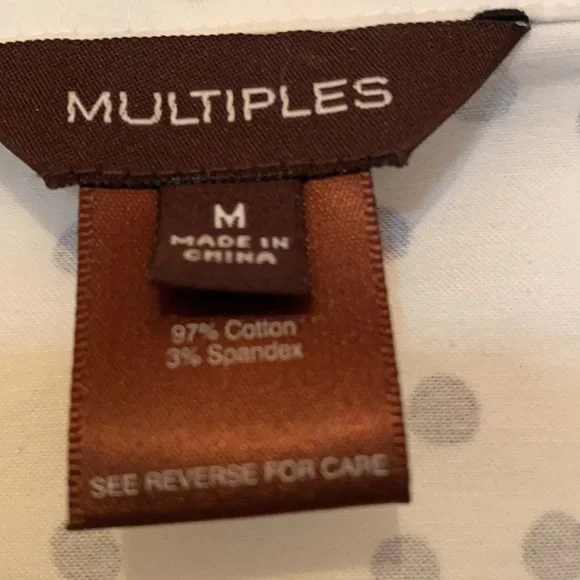 MULTIPLES
M
MADE IN
CHINA
97% Cotton
3% Spandex
SEE REVERSE FOR CARE